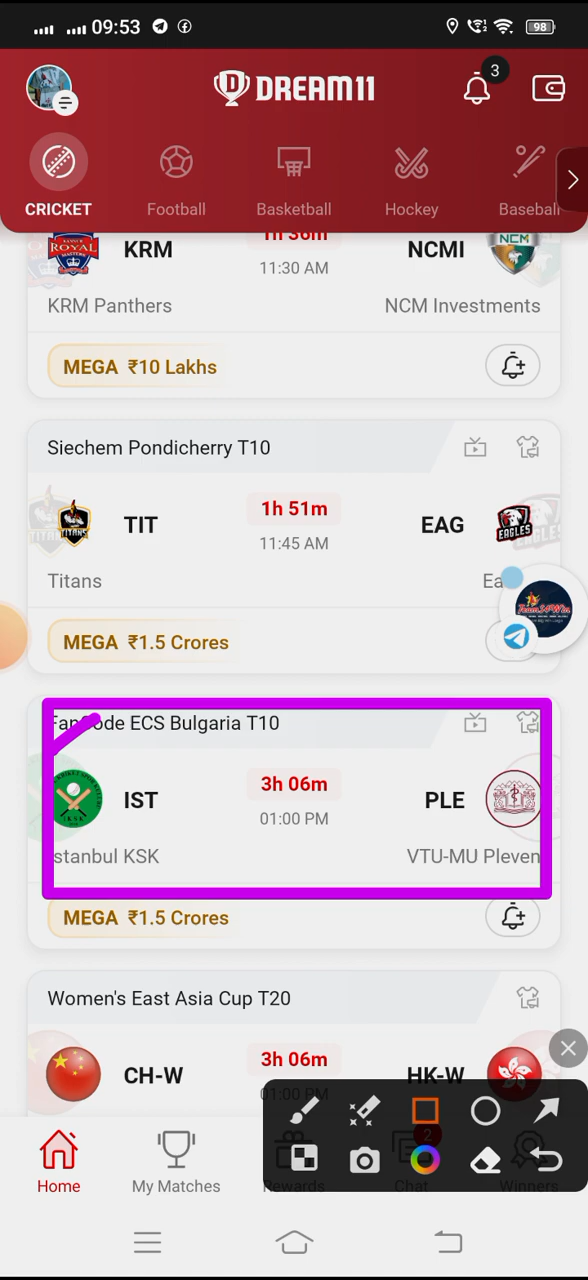 09:53
98
DREAM11
3
CRICKET Football Basketball Hockey Baseball
KRM 1h 36m NCMI
11:30 AM
KRM Panthers NCM Investments
MEGA ₹10 Lakhs
Siechem Pondicherry T10
TIT 1h 51m EAG
11:45 AM
Titans Ea
MEGA ₹1.5 Crores
FanCode ECS Bulgaria T10
IST 3h 06m PLE
01:00 PM
stanbul KSK VTU-MU Pleven
MEGA ₹1.5 Crores
Women's East Asia Cup T20
CH-W 3h 06m HK-W
01:00 PM
2
Home My Matches Rewards Chat Winners